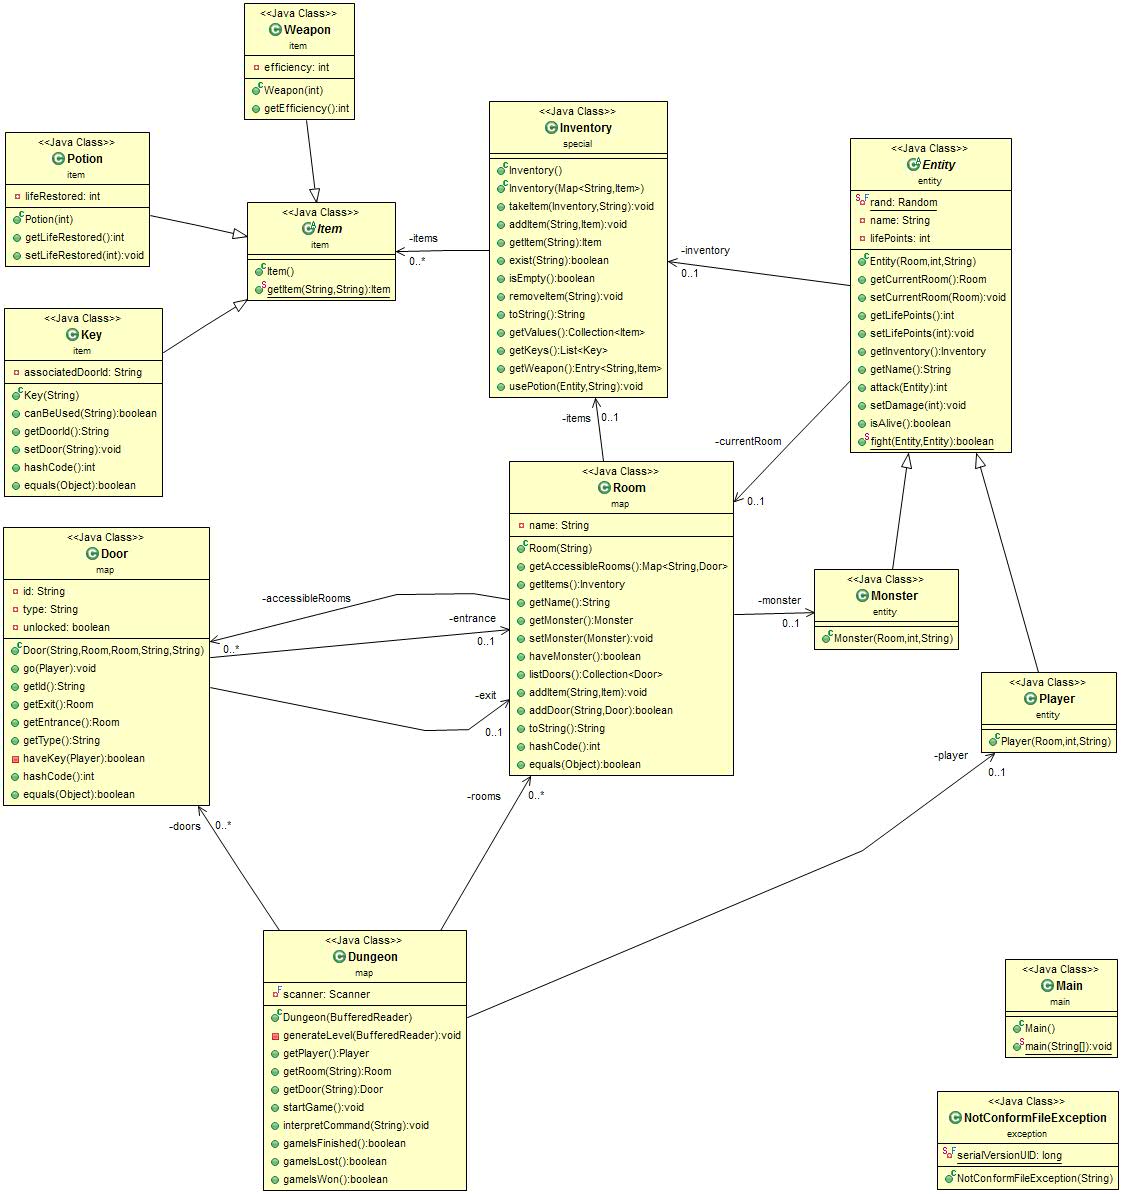 <<Java Class>>
Weapon
item
efficiency: int
Weapon(int)
getEfficiency():int
<<Java Class>>
Potion
item
lifeRestored: int
Potion(int)
getLifeRestored():int
setLifeRestored(int):void
<<Java Class>>
Item
item
Item()
getItem(String,String):Item
<<Java Class>>
Key
item
associatedDoorId: String
Key(String)
canBeUsed(String):boolean
getDoorId():String
setDoor(String):void
hashCode():int
equals(Object):boolean
<<Java Class>>
Inventory
special
Inventory()
Inventory(Map<String,Item>)
takeItem(Inventory,String):void
addItem(String,Item):void
getItem(String):Item
exist(String):boolean
isEmpty():boolean
removeItem(String):void
toString():String
getValues():Collection<Item>
getKeys():List<Key>
getWeapon():Entry<String,Item>
usePotion(Entity,String):void
-items
0..*
<<Java Class>>
Entity
entity
rand: Random
name: String
lifePoints: int
Entity(Room,int,String)
getCurrentRoom():Room
setCurrentRoom(Room):void
getLifePoints():int
setLifePoints(int):void
getInventory():Inventory
getName():String
attack(Entity):int
setDamage(int):void
isAlive():boolean
fight(Entity,Entity):boolean
-inventory
0..1
-items
0..1
-currentRoom
0..1
<<Java Class>>
Room
map
name: String
Room(String)
getAccessibleRooms():Map<String,Door>
getItems():Inventory
getName():String
getMonster():Monster
setMonster(Monster):void
haveMonster():boolean
listDoors():Collection<Door>
addItem(String,Item):void
addDoor(String,Door):boolean
toString():String
hashCode():int
equals(Object):boolean
<<Java Class>>
Door
map
id: String
type: String
unlocked: boolean
Door(String,Room,Room,String,String)
go(Player):void
getId():String
getExit():Room
getEntrance():Room
getType():String
haveKey(Player):boolean
hashCode():int
equals(Object):boolean
-accessibleRooms
0..*
-entrance
0..1
-exit
0..1
-monster
0..1
<<Java Class>>
Monster
entity
Monster(Room,int,String)
<<Java Class>>
Player
entity
Player(Room,int,String)
-player
0..1
-doors
0..*
-rooms
0..*
<<Java Class>>
Dungeon
map
scanner: Scanner
Dungeon(BufferedReader)
generateLevel(BufferedReader):void
getPlayer():Player
getRoom(String):Room
getDoor(String):Door
startGame():void
interpretCommand(String):void
gameIsFinished():boolean
gameIsLost():boolean
gameIsWon():boolean
<<Java Class>>
Main
main
Main()
main(String[]):void
<<Java Class>>
NotConformFileException
exception
serialVersionUID: long
NotConformFileException(String)